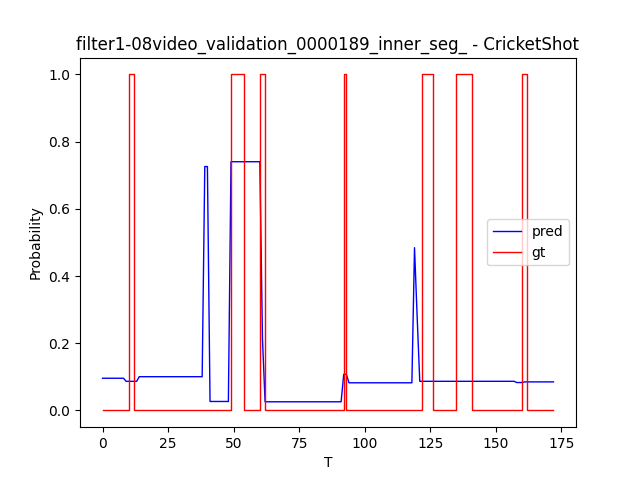 filter1-08video_validation_0000189_inner_seg_ - CricketShot
1.0
0.8
0.6
0.4
0.2
0.0
Probability
pred
gt
0
25
50
75
100
125
150
175
T